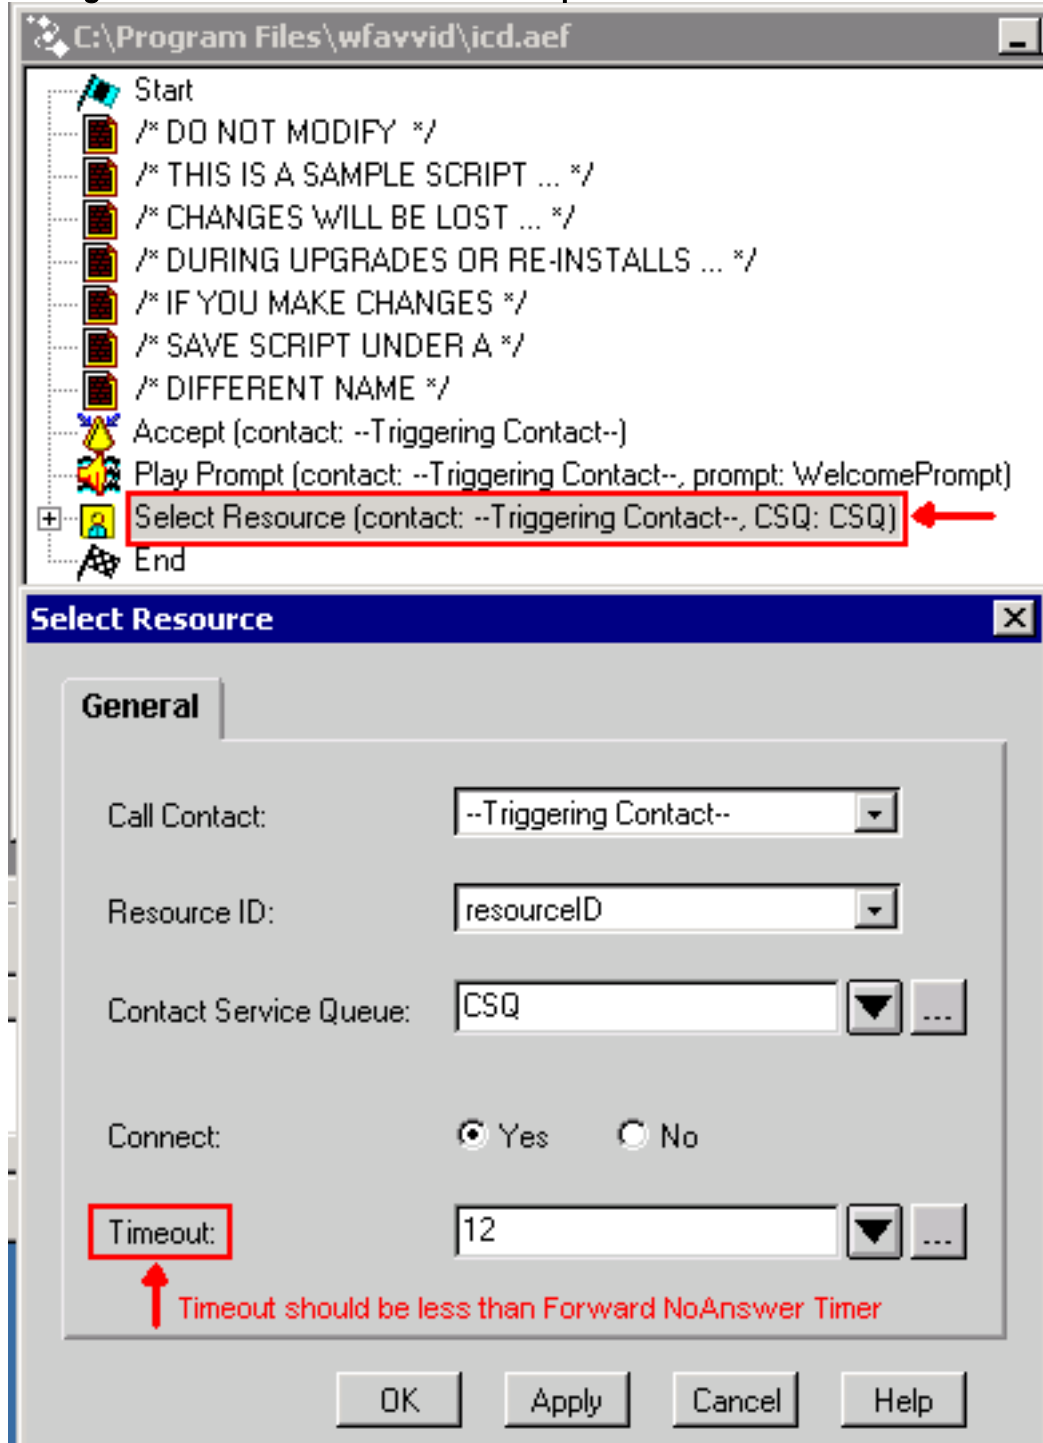 C:\Program Files\wfavvid\icd.aef
Start
/* DO NOT MODIFY */
/* THIS IS A SAMPLE SCRIPT ... */
/* CHANGES WILL BE LOST ... */
/* DURING UPGRADES OR RE-INSTALLS ... */
/* IF YOU MAKE CHANGES */
/* SAVE SCRIPT UNDER A */
/* DIFFERENT NAME */
Accept (contact: --Triggering Contact--)
Play Prompt (contact: --Triggering Contact--, prompt: WelcomePrompt)
Select Resource (contact: --Triggering Contact--, CSQ: CSQ)
End
Select Resource
General
Call Contact: --Triggering Contact--
Resource ID: resourceID
Contact Service Queue: CSQ ...
Connect: Yes No
Timeout: 12 ...
Timeout should be less than Forward NoAnswer Timer
OK Apply Cancel Help